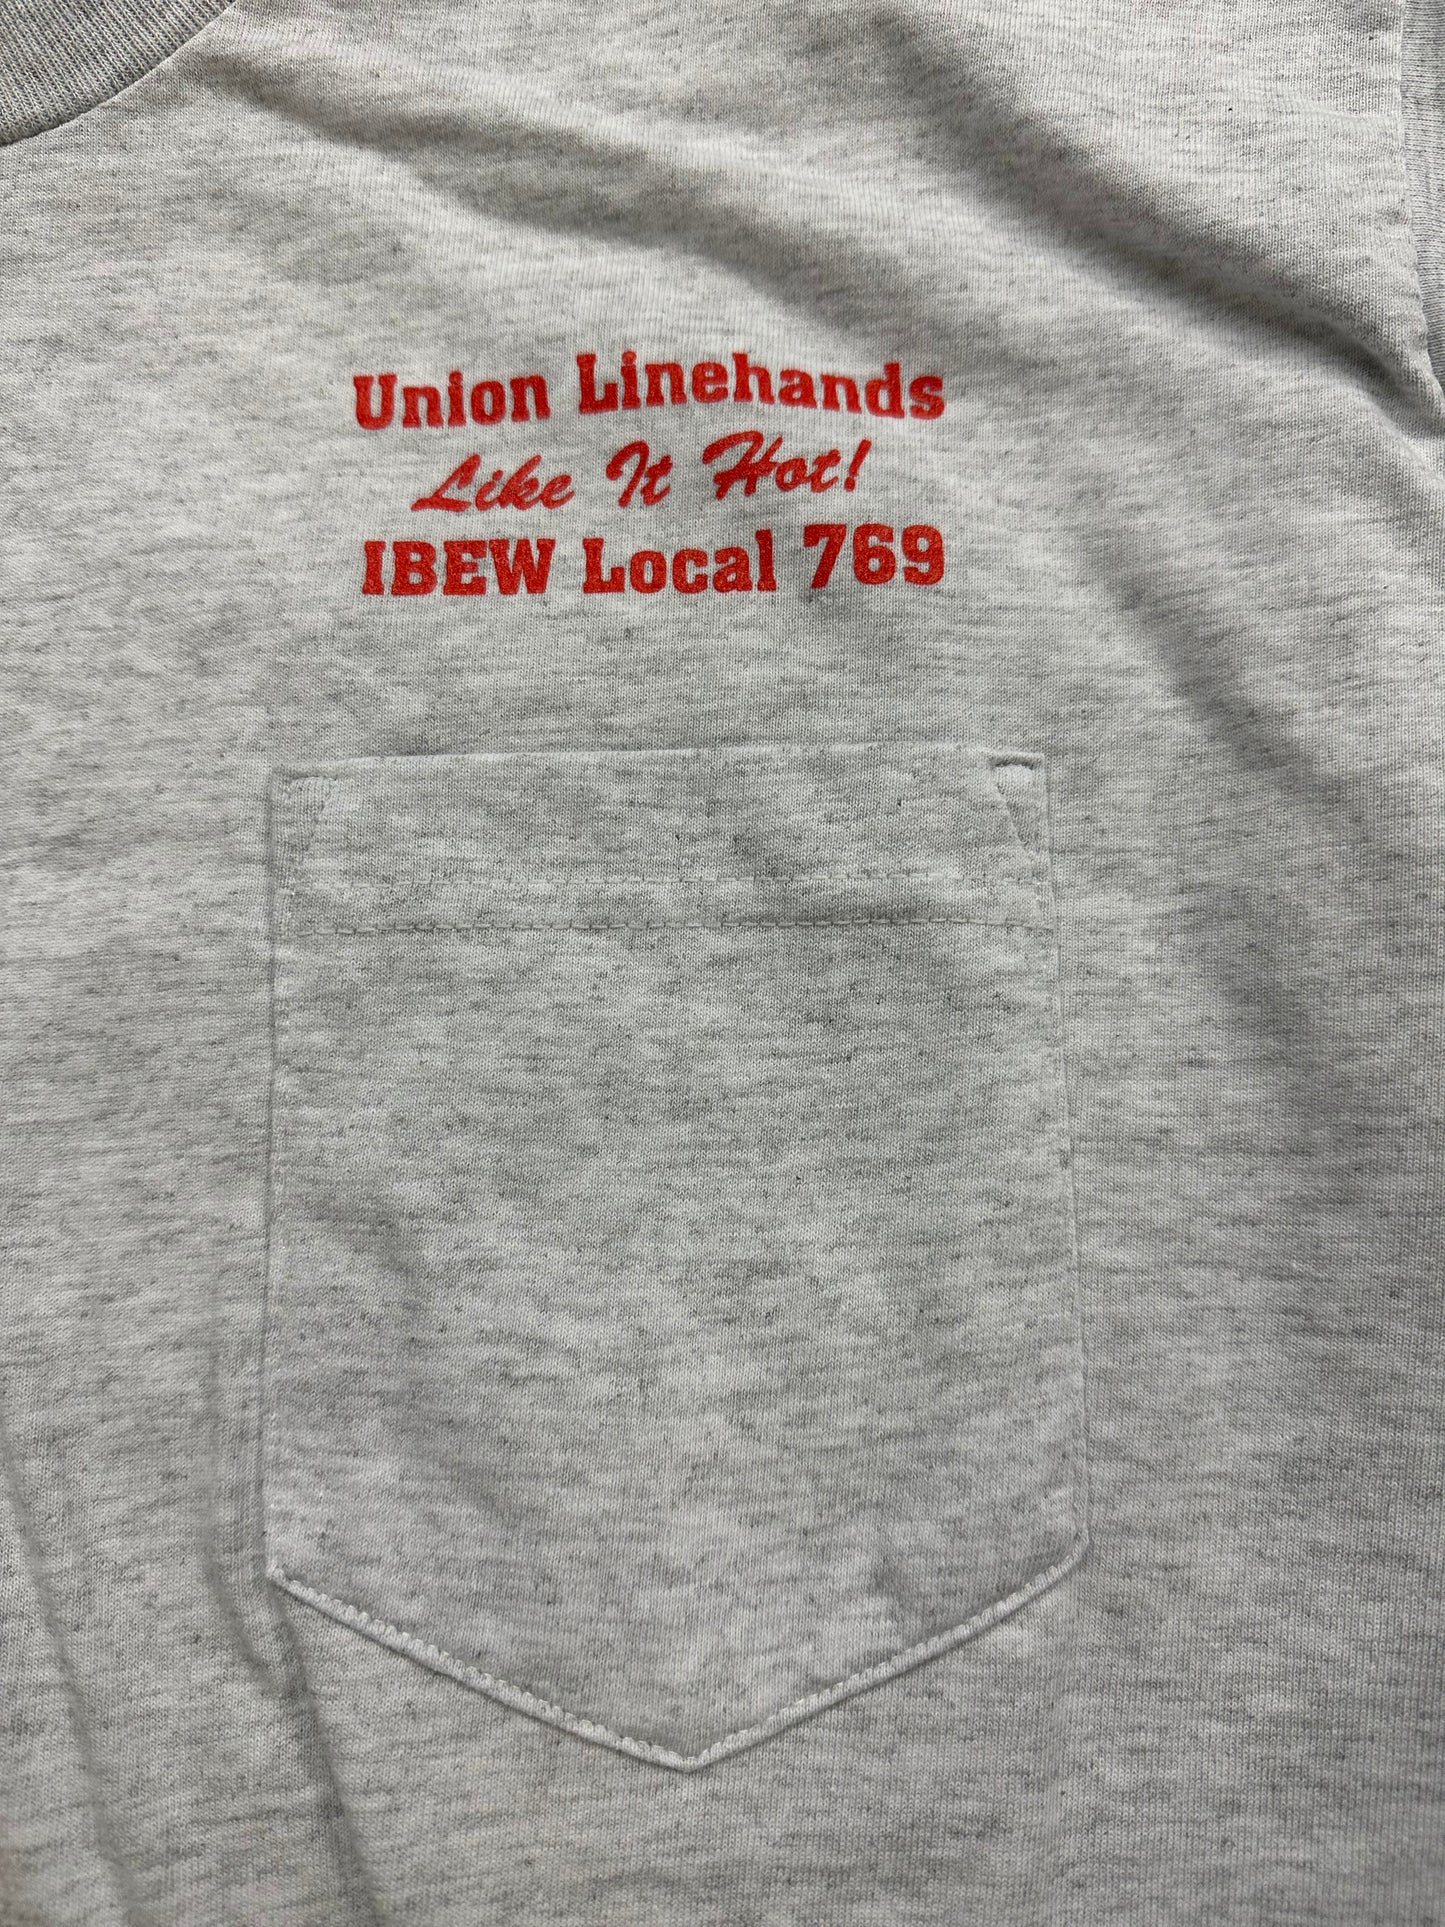 Union Linehands
Like It Hot!
IBEW Local 769